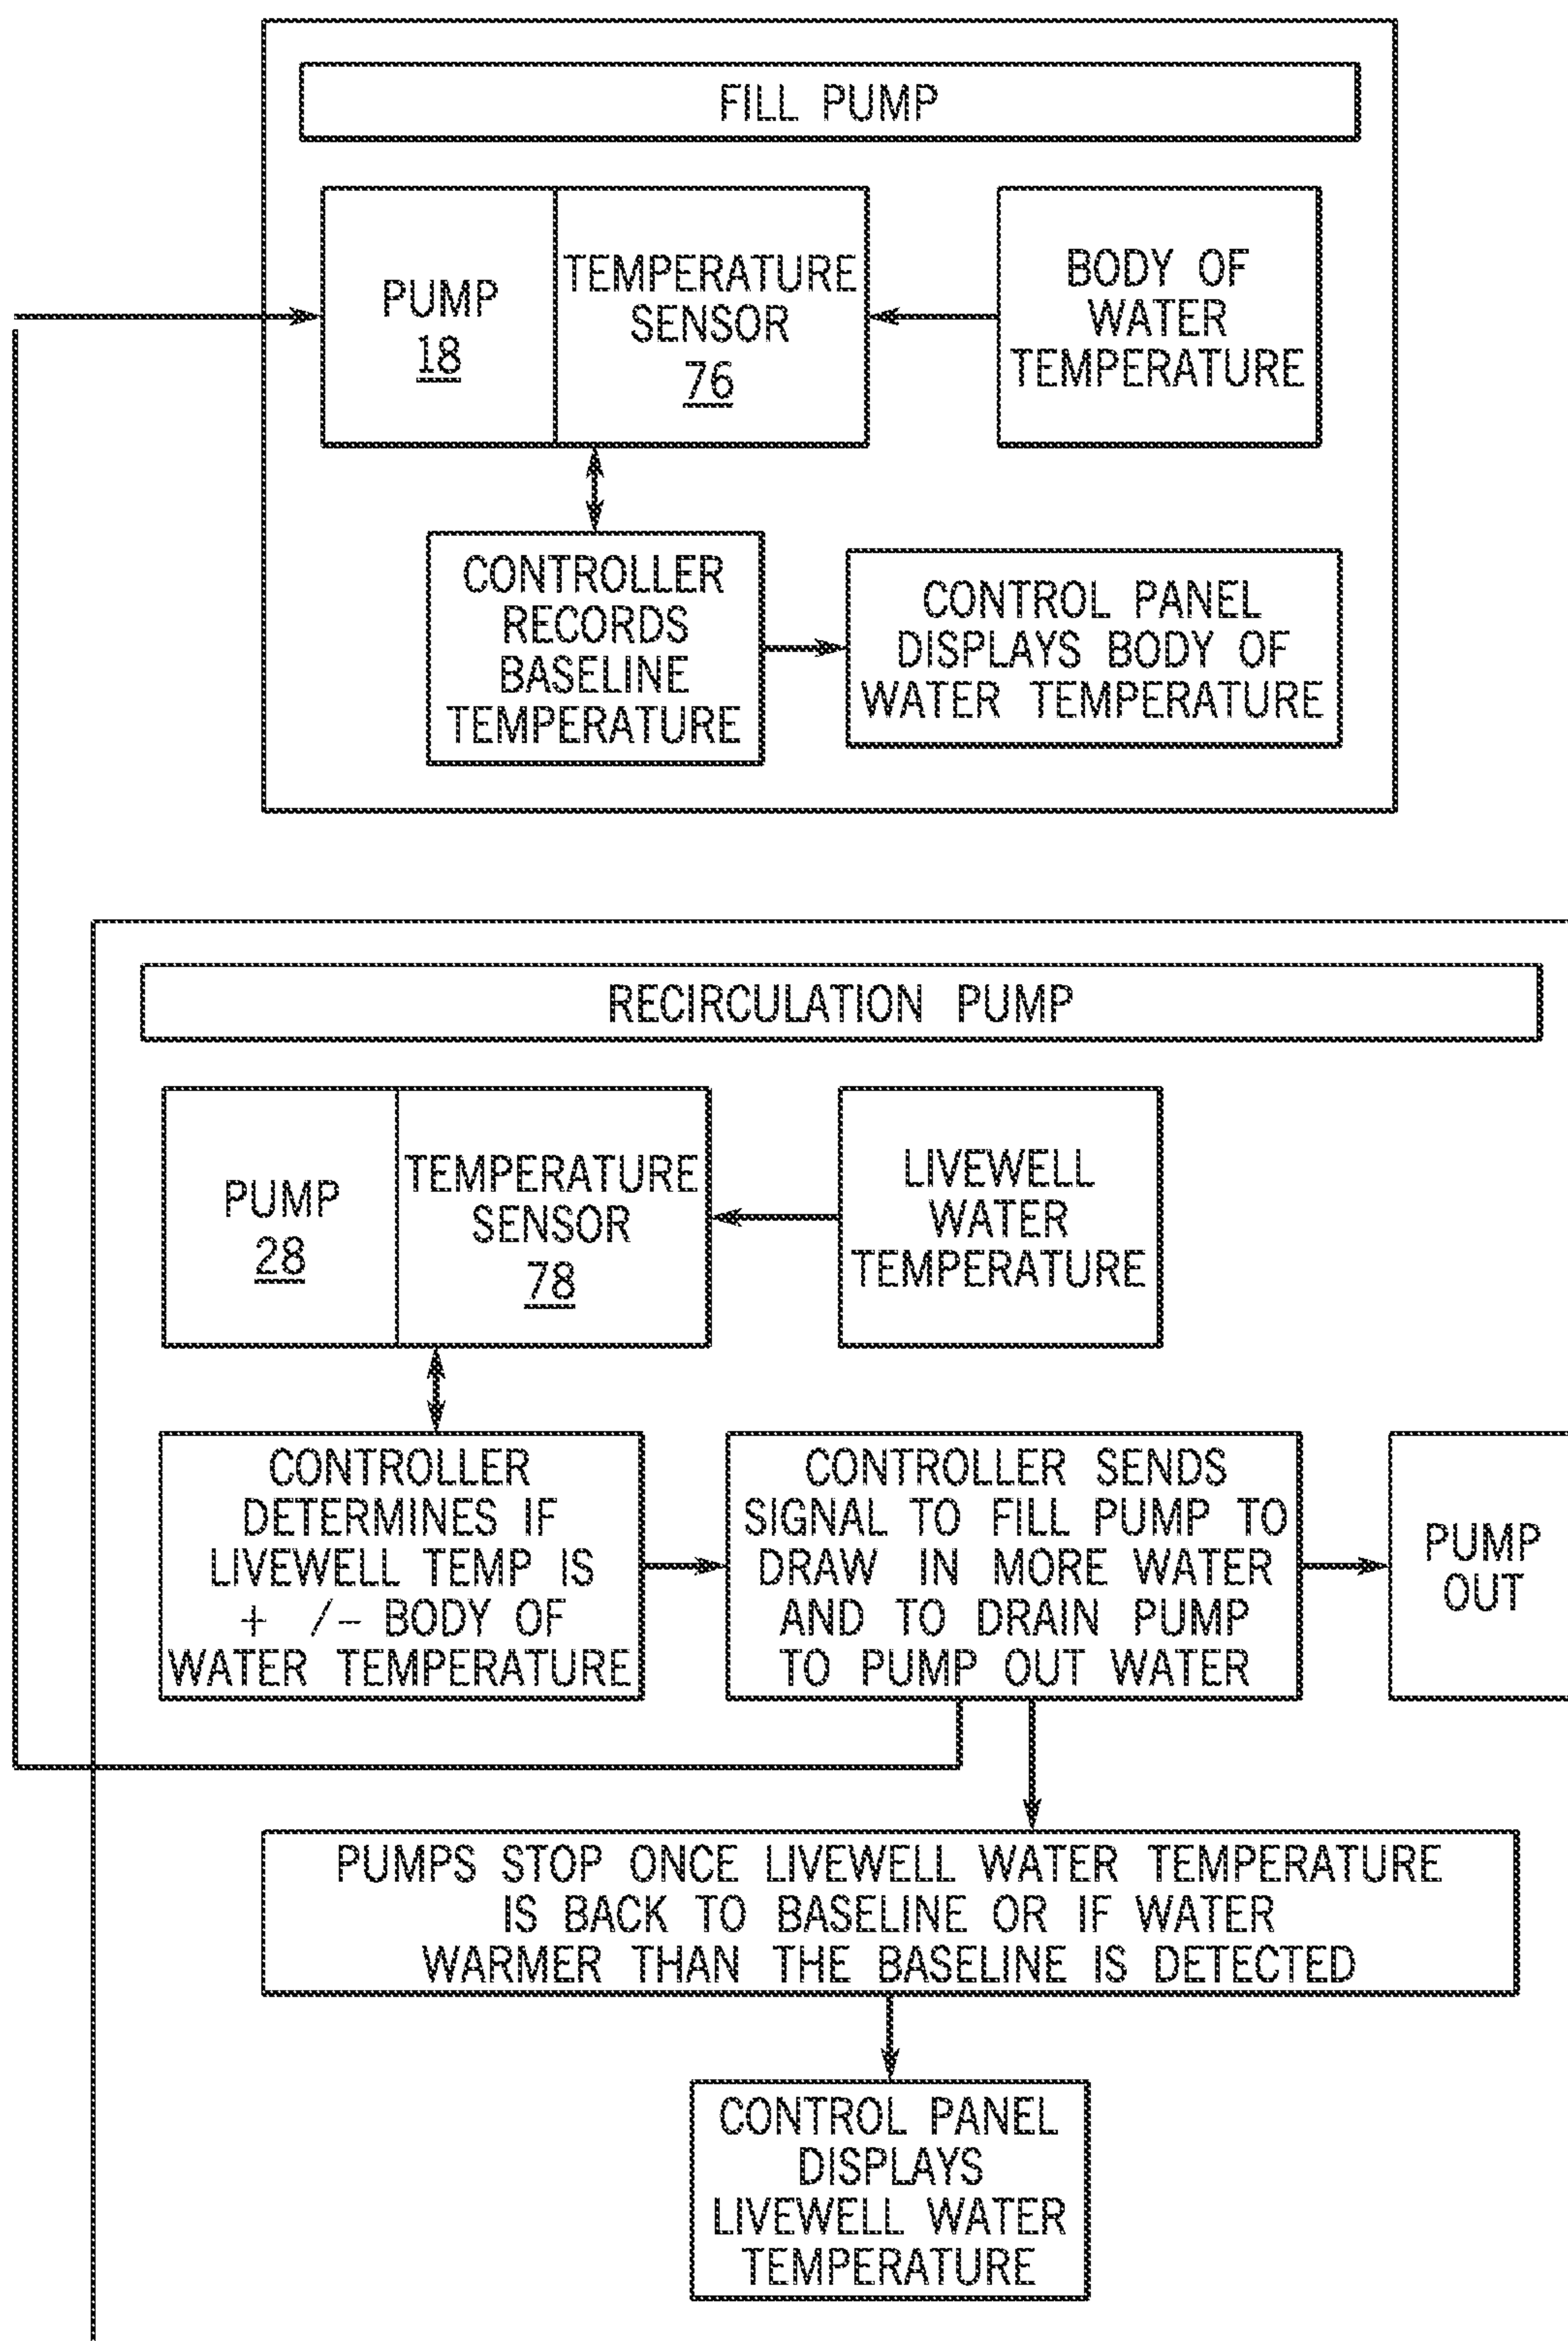 FILL PUMP
PUMP
18
TEMPERATURE
SENSOR
76
BODY OF
WATER
TEMPERATURE
CONTROLLER
RECORDS
BASELINE
TEMPERATURE
CONTROL PANEL
DISPLAYS BODY OF
WATER TEMPERATURE
RECIRCULATION PUMP
PUMP
28
TEMPERATURE
SENSOR
78
LIVEWELL
WATER
TEMPERATURE
CONTROLLER
DETERMINES IF
LIVEWELL TEMP IS
+ /- BODY OF
WATER TEMPERATURE
CONTROLLER SENDS
SIGNAL TO FILL PUMP TO
DRAW IN MORE WATER
AND TO DRAIN PUMP
TO PUMP OUT WATER
PUMP
OUT
PUMPS STOP ONCE LIVEWELL WATER TEMPERATURE
IS BACK TO BASELINE OR IF WATER
WARMER THAN THE BASELINE IS DETECTED
CONTROL PANEL
DISPLAYS
LIVEWELL WATER
TEMPERATURE